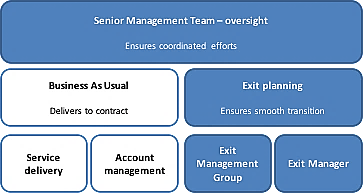 Senior Management Team – oversight
Ensures coordinated efforts
Business As Usual
Delivers to contract
Exit planning
Ensures smooth transition
Service
delivery
Account
management
Exit
Management
Group
Exit Manager